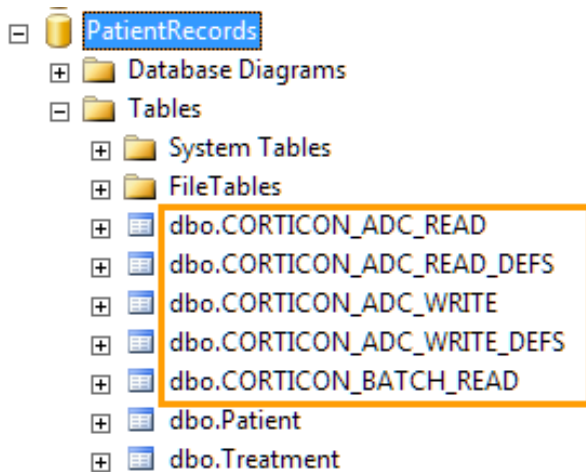 PatientRecords
Database Diagrams
Tables
System Tables
FileTables
dbo.CORTICON_ADC_READ
dbo.CORTICON_ADC_READ_DEFS
dbo.CORTICON_ADC_WRITE
dbo.CORTICON_ADC_WRITE_DEFS
dbo.CORTICON_BATCH_READ
dbo.Patient
dbo.Treatment